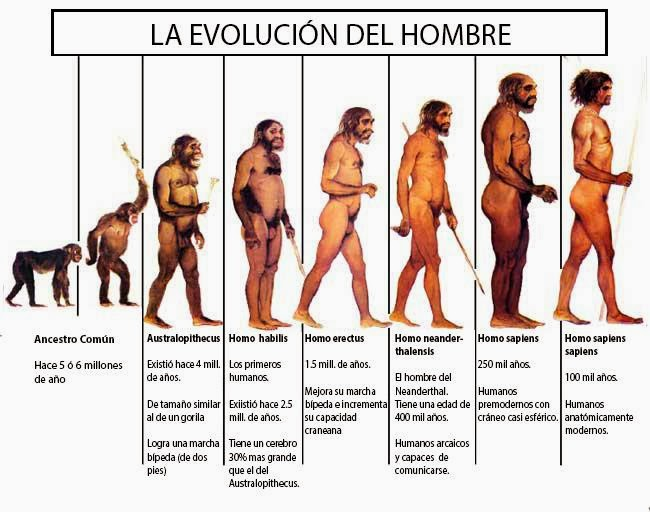 LA EVOLUCIÓN DEL HOMBRE
Ancestro Común
Hace 5 ó 6 millones
de año
Australopithecus
Existió hace 4 mill.
de años.
De tamaño similar
al de un gorila
Logra una marcha
bípeda (de dos
pies)
Homo habilis
Los primeros
humanos.
Exiistió hace 2.5
mill. de años.
Tiene un cerebro
30% mas grande
que el del
Australopithecus.
Homo erectus
1.5 mill. de años.
Mejora su marcha
bípeda e incrementa
su capacidad
craneana
Homo neander-
thalensis
El hombre del
Neanderthal.
Tiene una edad de
400 mil años.
Humanos arcaicos
y capaces de
comunicarse.
Homo sapiens
250 mil años.
Humanos
premodernos con
cráneo casi esférico.
Homo sapiens
sapiens
100 mil años.
Humanos
anatómicamente
modernos.